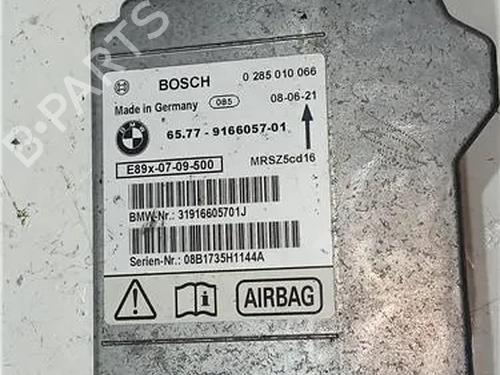 BOSCH 0 285 010 066
Made in Germany 085 08-06-21
BMW 65.77 - 9166057-01
E89x-07-09-500 MRSZ5cd16
BMW-Nr.: 31916605701J
Serien-Nr.: 08B1735H1144A
AIRBAG
B-PARTS